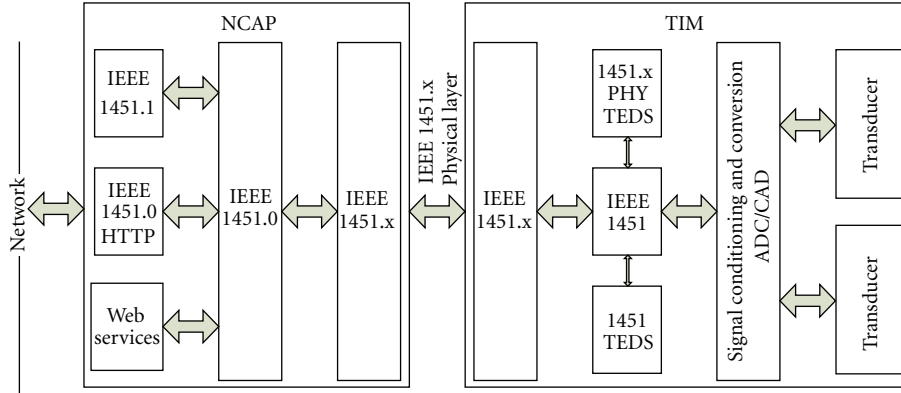 Network
NCAP
IEEE
1451.1
IEEE
1451.0
HTTP
Web
services
IEEE
1451.0
IEEE
1451.x
IEEE 1451.x
Physical layer
TIM
IEEE
1451.x
1451.x
PHY
TEDS
IEEE
1451
1451
TEDS
Signal conditioning and conversion
ADC/CAD
Transducer
Transducer